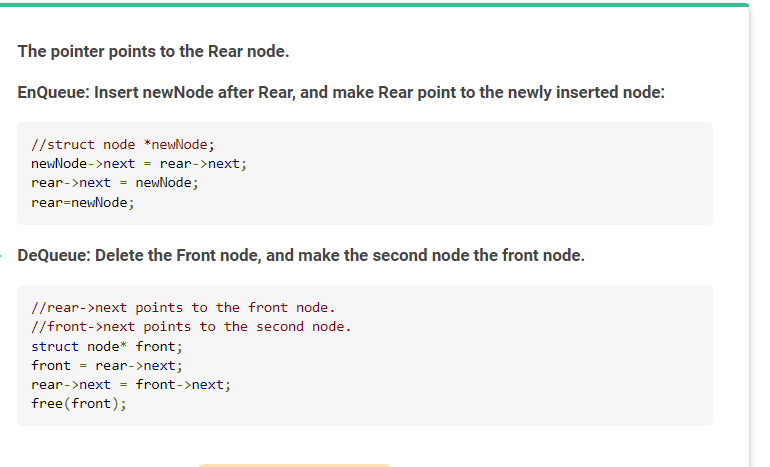 The pointer points to the Rear node.
EnQueue: Insert newNode after Rear, and make Rear point to the newly inserted node:
//struct node *newNode;
newNode->next = rear->next;
rear->next = newNode;
rear=newNode;
DeQueue: Delete the Front node, and make the second node the front node.
//rear->next points to the front node.
//front->next points to the second node.
struct node* front;
front = rear->next;
rear->next = front->next;
free(front);